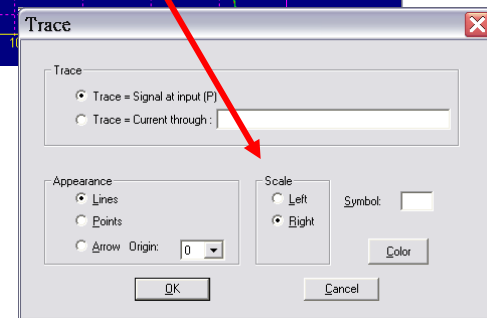 Trace
Trace
Trace = Signal at input (P)
Trace = Current through :
Appearance
Lines
Points
Arrow Origin: 0
Scale
Left
Right
Symbol:
Color
OK
Cancel